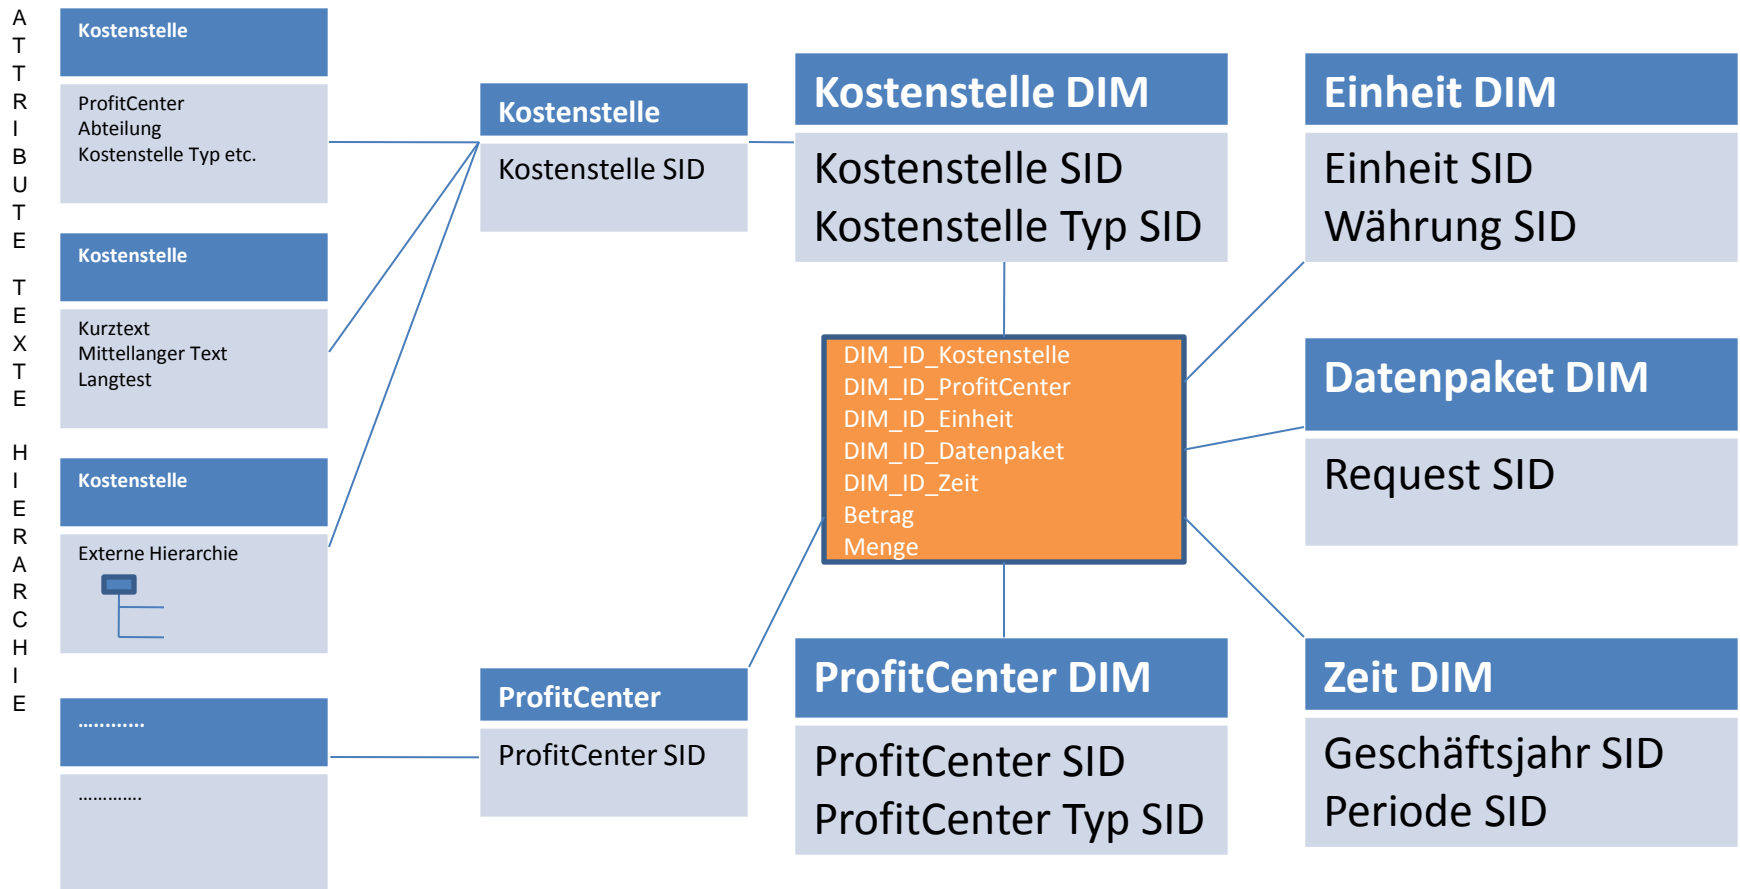 ATTRIBUTE TEXTE HIERARCHIE
Kostenstelle
ProfitCenter
Abteilung
Kostenstelle Typ etc.
Kostenstelle
Kurztext
Mittellanger Text
Langtest
Kostenstelle
Externe Hierarchie
............
.............
Kostenstelle
Kostenstelle SID
ProfitCenter
ProfitCenter SID
Kostenstelle DIM
Kostenstelle SID
Kostenstelle Typ SID
DIM_ID_Kostenstelle
DIM_ID_ProfitCenter
DIM_ID_Einheit
DIM_ID_Datenpaket
DIM_ID_Zeit
Betrag
Menge
ProfitCenter DIM
ProfitCenter SID
ProfitCenter Typ SID
Einheit DIM
Einheit SID
Währung SID
Datenpaket DIM
Request SID
Zeit DIM
Geschäftsjahr SID
Periode SID